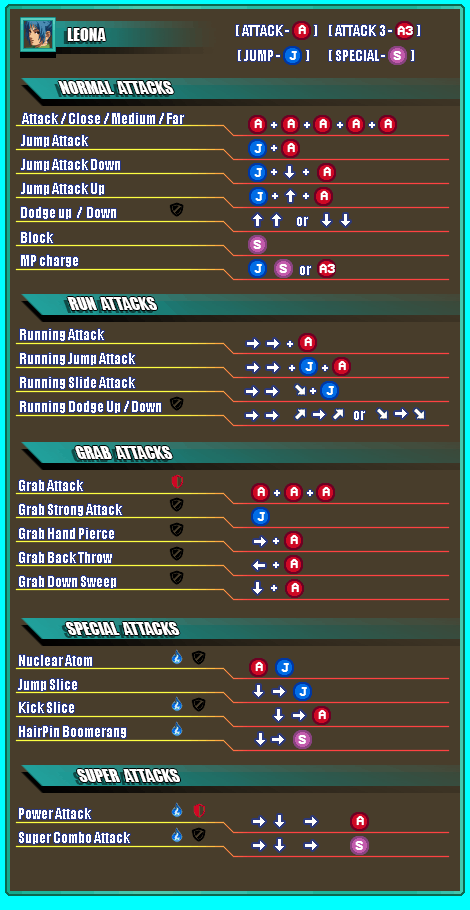 LEONA [ ATTACK - A ] [ ATTACK 3 - A3 ]
[ JUMP - J ] [ SPECIAL - S ]
NORMAL ATTACKS
Attack / Close / Medium / Far A + A + A + A + A
Jump Attack J + A
Jump Attack Down J + ↓ + A
Jump Attack Up J + ↑ + A
Dodge up / Down ↑ ↑ or ↓ ↓
Block S
MP charge J S or A3
RUN ATTACKS
Running Attack → → + A
Running Jump Attack → → + J + A
Running Slide Attack → → ↘ + J
Running Dodge Up / Down → → ↗ → ↗ or ↘ → ↘
GRAB ATTACKS
Grab Attack A + A + A
Grab Strong Attack J
Grab Hand Pierce → + A
Grab Back Throw ← + A
Grab Down Sweep ↓ + A
SPECIAL ATTACKS
Nuclear Atom A J
Jump Slice ↓ → J
Kick Slice ↓ → A
HairPin Boomerang ↓ → S
SUPER ATTACKS
Power Attack → ↓ → A
Super Combo Attack → ↓ → S